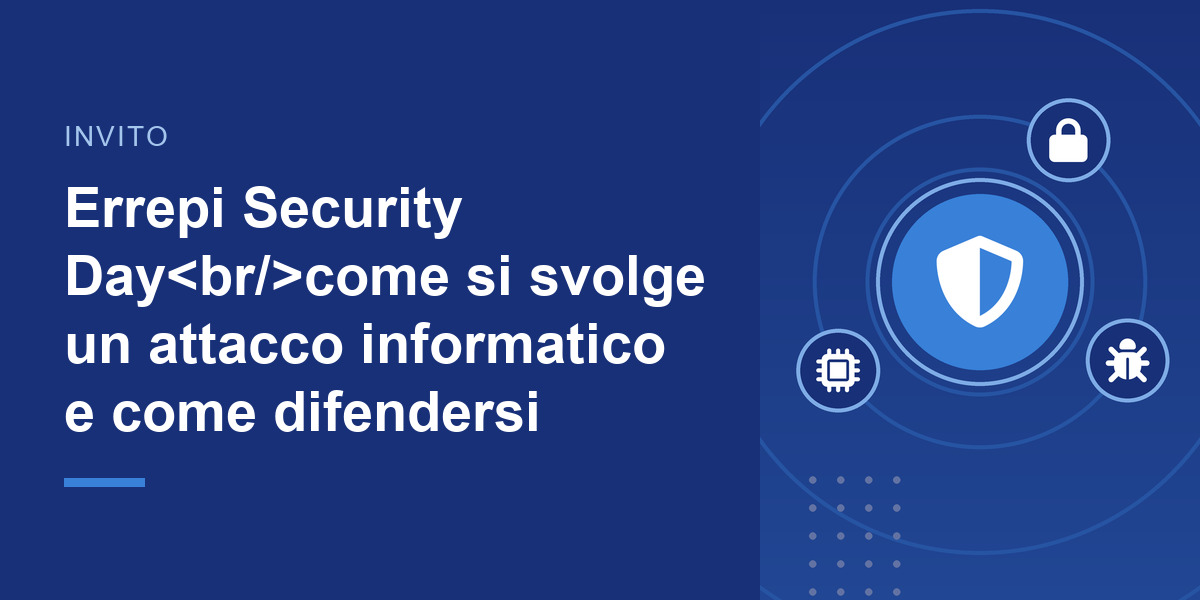 INVITO
Errepi Security
Day<br/>come si svolge
un attacco informatico
e come difendersi